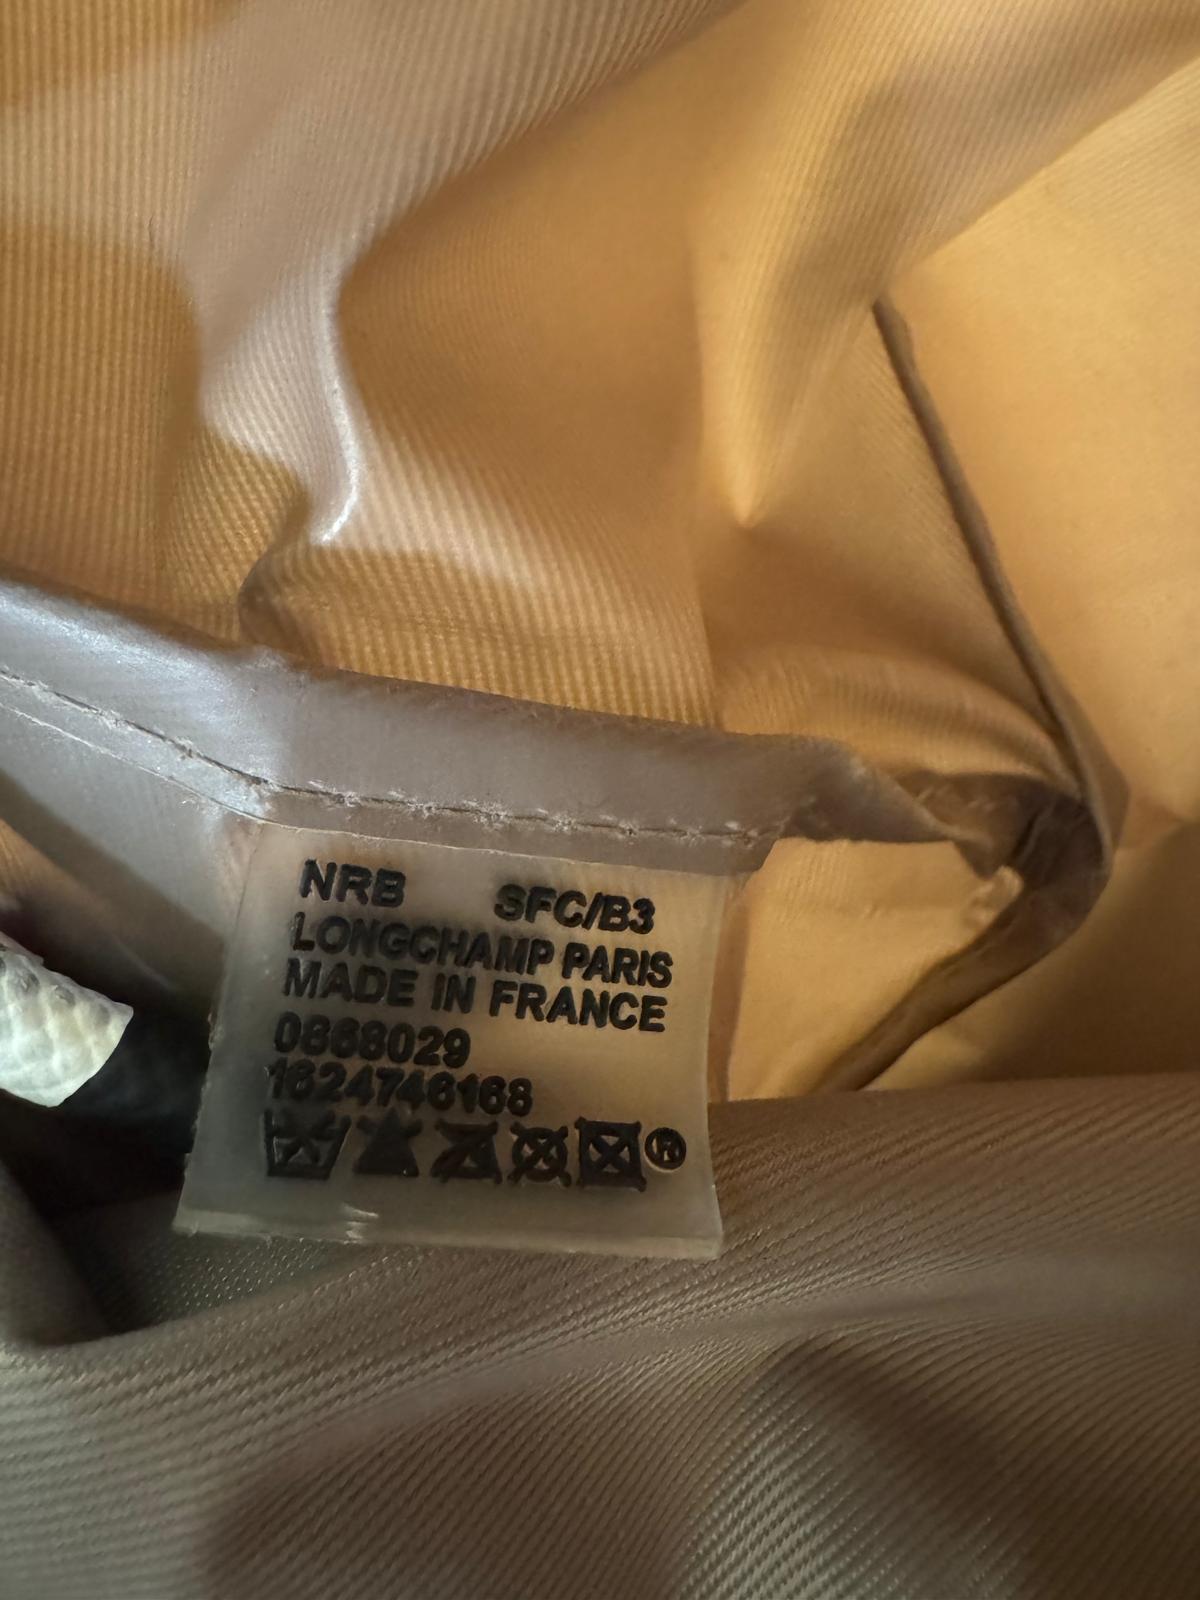 NRB SFC/B3
LONGCHAMP PARIS
MADE IN FRANCE
0868029
1624746168
®